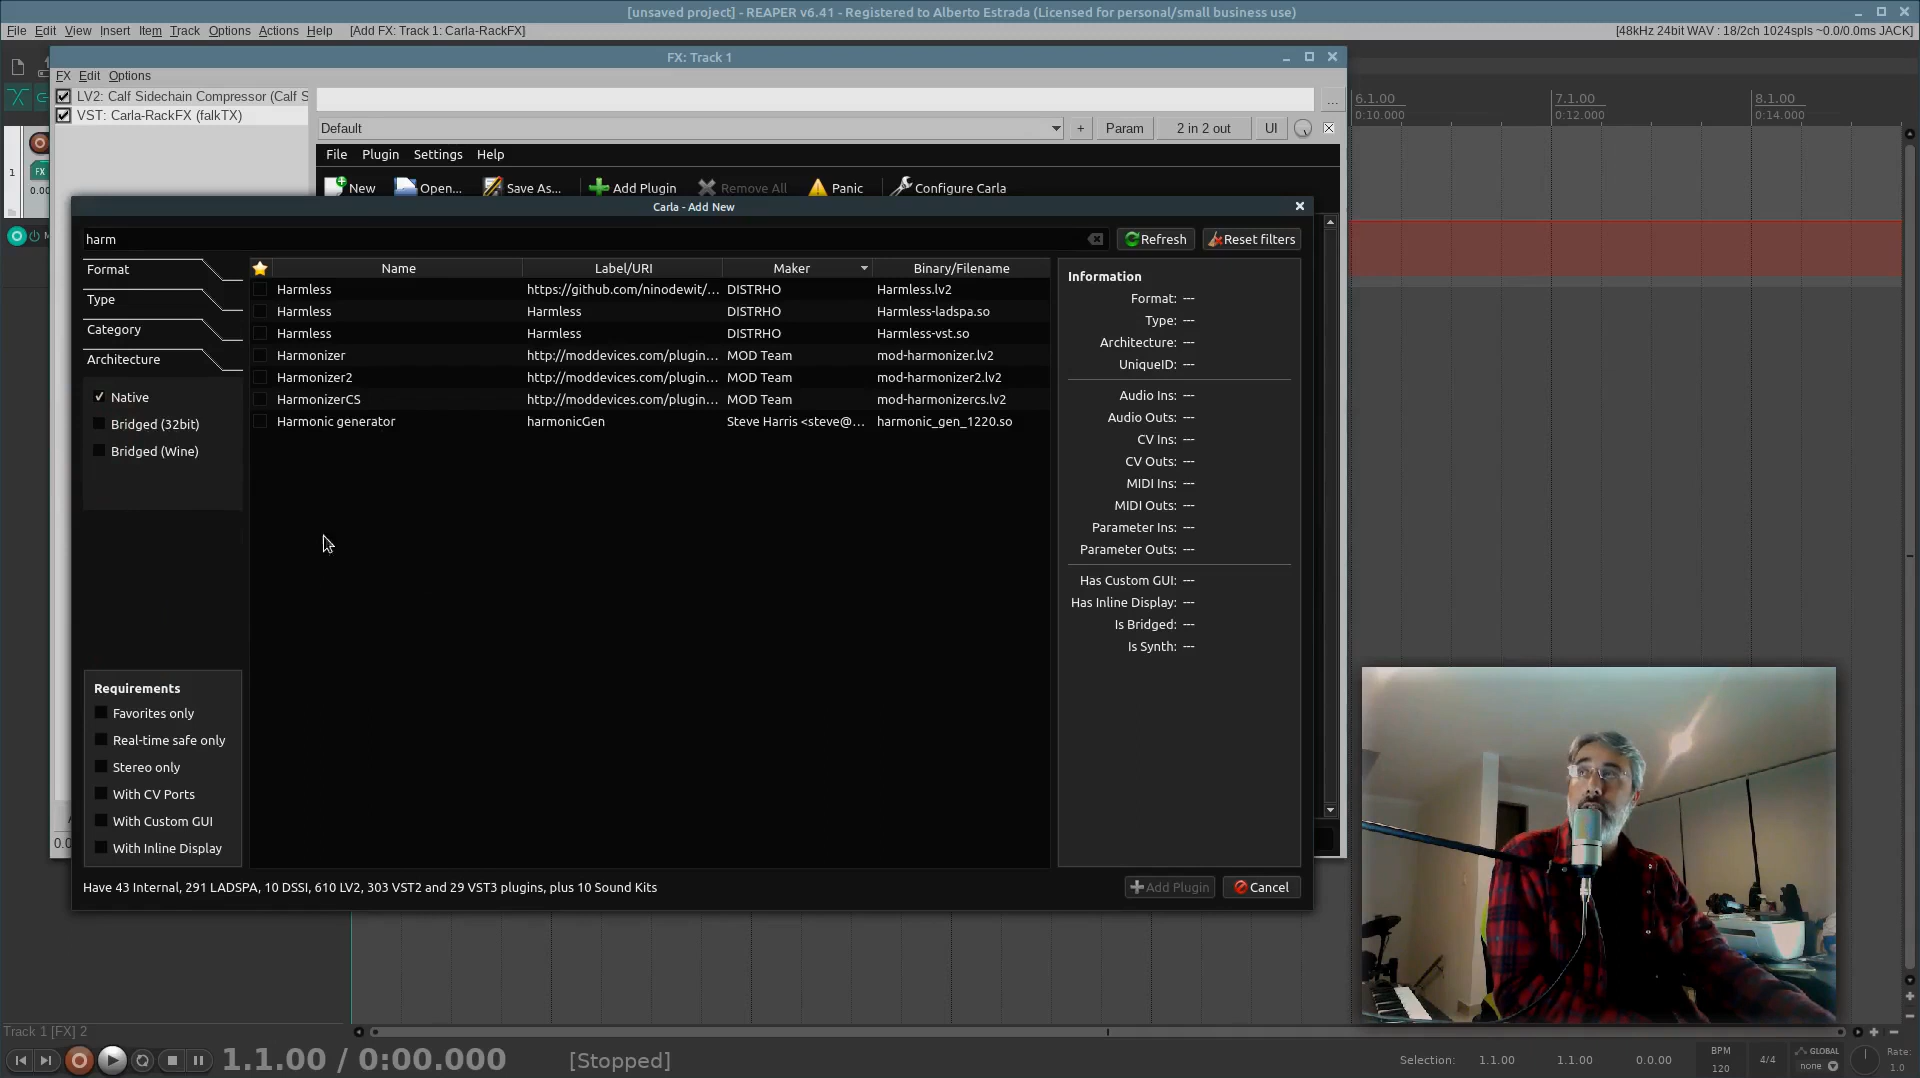 [unsaved project] - REAPER v6.41 - Registered to Alberto Estrada (Licensed for personal/small business use)
File Edit View Insert Item Track Options Actions Help [Add FX: Track 1: Carla-RackFX] [48kHz 24bit WAV : 18/2ch 1024spls ~0.0/0.0ms JACK]
FX: Track 1
FX Edit Options
LV2: Calf Sidechain Compressor (Calf S
VST: Carla-RackFX (falkTX)
...
Default + Param 2 in 2 out UI
File Plugin Settings Help
New Open... Save As... Add Plugin Remove All Panic Configure Carla
6.1.00 7.1.00 8.1.00
0:10.000 0:12.000 0:14.000
1
FX
0.00
M
Carla - Add New
harm Refresh Reset filters
Format
Type
Category
Architecture
Native
Bridged (32bit)
Bridged (Wine)
Requirements
Favorites only
Real-time safe only
Stereo only
With CV Ports
With Custom GUI
With Inline Display
Name Label/URI Maker Binary/Filename
Harmless https://github.com/ninodewit/... DISTRHO Harmless.lv2
Harmless Harmless DISTRHO Harmless-ladspa.so
Harmless Harmless DISTRHO Harmless-vst.so
Harmonizer http://moddevices.com/plugin... MOD Team mod-harmonizer.lv2
Harmonizer2 http://moddevices.com/plugin... MOD Team mod-harmonizer2.lv2
HarmonizerCS http://moddevices.com/plugin... MOD Team mod-harmonizercs.lv2
Harmonic generator harmonicGen Steve Harris <steve@... harmonic_gen_1220.so
Information
Format: ---
Type: ---
Architecture: ---
UniqueID: ---
Audio Ins: ---
Audio Outs: ---
CV Ins: ---
CV Outs: ---
MIDI Ins: ---
MIDI Outs: ---
Parameter Ins: ---
Parameter Outs: ---
Has Custom GUI: ---
Has Inline Display: ---
Is Bridged: ---
Is Synth: ---
0.0
Have 43 Internal, 291 LADSPA, 10 DSSI, 610 LV2, 303 VST2 and 29 VST3 plugins, plus 10 Sound Kits
Add Plugin Cancel
Track 1 [FX] 2
1.1.00 / 0:00.000 [Stopped]
Selection: 1.1.00 1.1.00 0.0.00
BPM
120
4/4
GLOBAL
none
Rate:
1.0